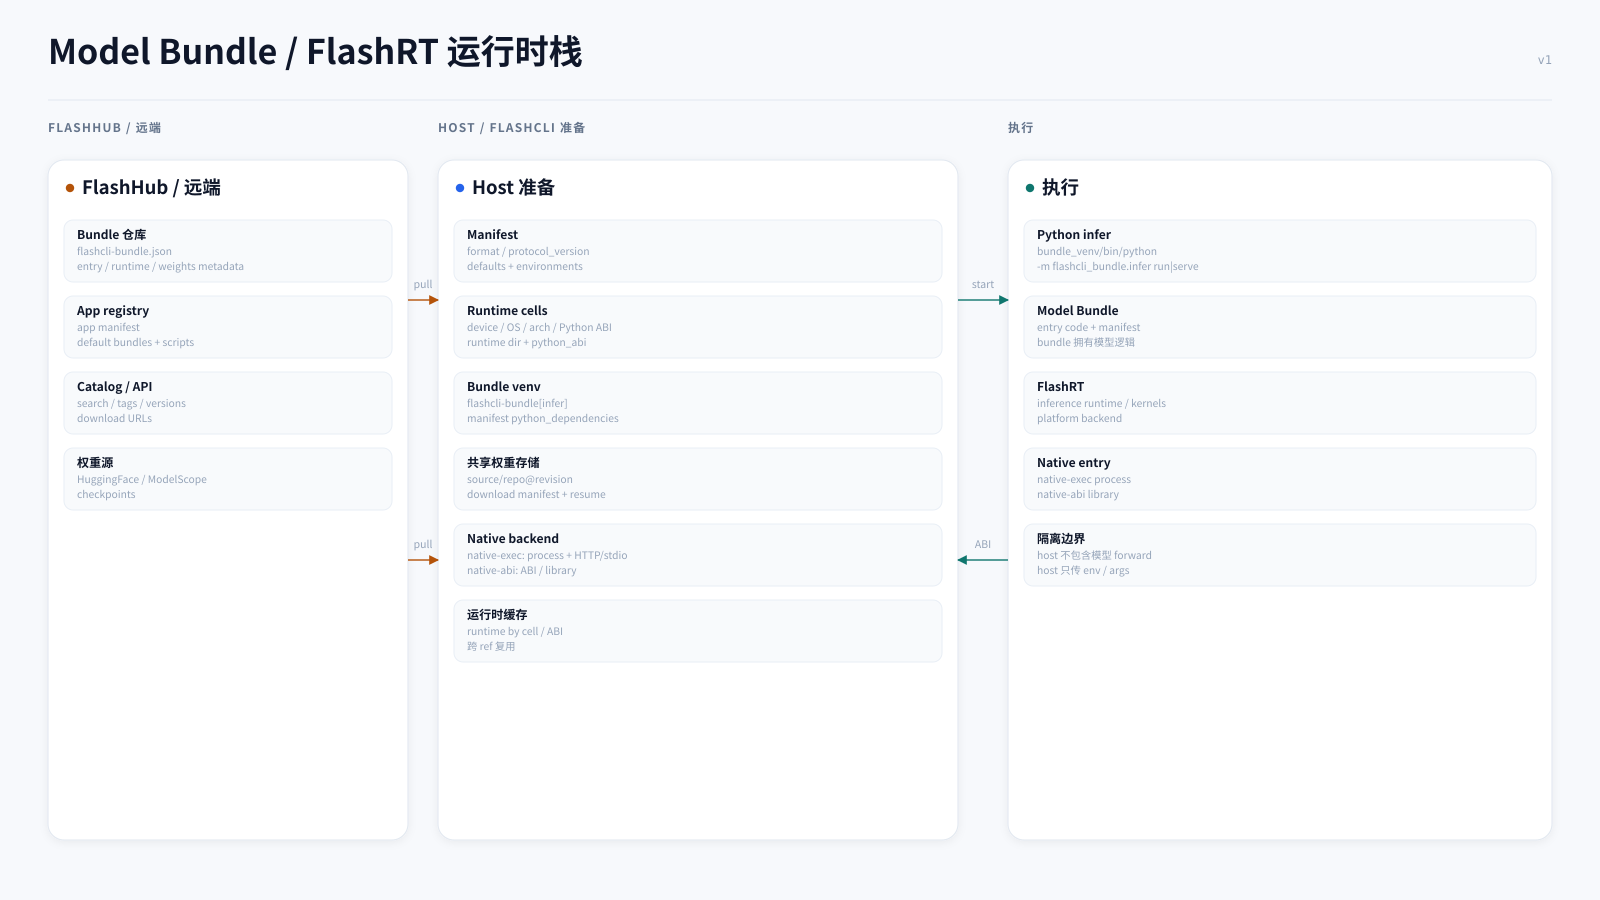 Model Bundle / FlashRT 运行时栈
v1
FLASHHUB / 远端
HOST / FLASHCLI 准备
执行
FlashHub / 远端
Bundle 仓库
flashcli-bundle.json
entry / runtime / weights metadata
App registry
app manifest
default bundles + scripts
Catalog / API
search / tags / versions
download URLs
权重源
HuggingFace / ModelScope
checkpoints
pull
pull
Host 准备
Manifest
format / protocol_version
defaults + environments
Runtime cells
device / OS / arch / Python ABI
runtime dir + python_abi
Bundle venv
flashcli-bundle[infer]
manifest python_dependencies
共享权重存储
source/repo@revision
download manifest + resume
Native backend
native-exec: process + HTTP/stdio
native-abi: ABI / library
运行时缓存
runtime by cell / ABI
跨 ref 复用
start
ABI
执行
Python infer
bundle_venv/bin/python
-m flashcli_bundle.infer run|serve
Model Bundle
entry code + manifest
bundle 拥有模型逻辑
FlashRT
inference runtime / kernels
platform backend
Native entry
native-exec process
native-abi library
隔离边界
host 不包含模型 forward
host 只传 env / args